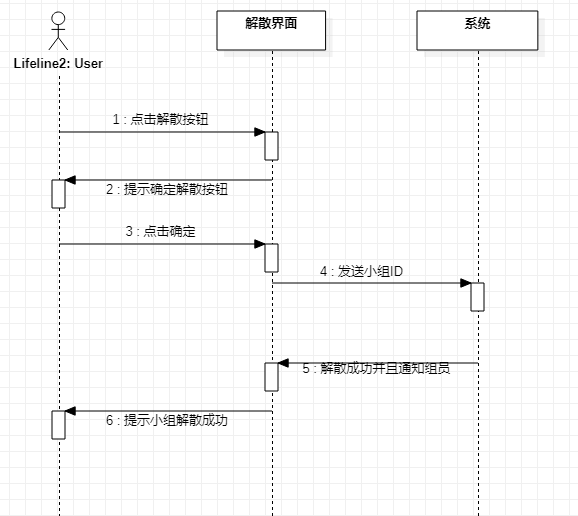 解散界面
系统
Lifeline2: User
1 : 点击解散按钮
2 : 提示确定解散按钮
3 : 点击确定
4 : 发送小组ID
5 : 解散成功并且通知组员
6 : 提示小组解散成功